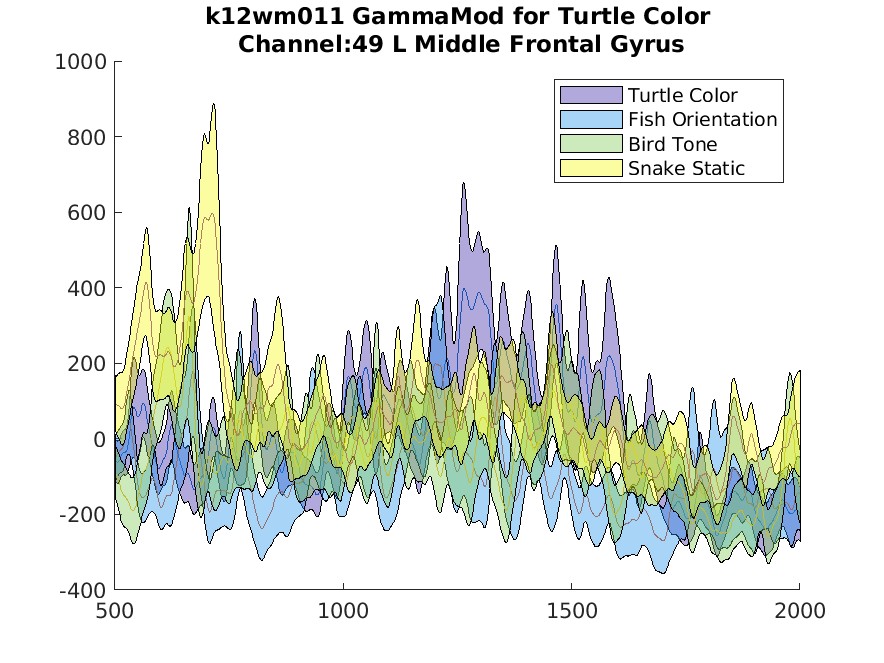 k12wm011 GammaMod for Turtle Color
Channel:49 L Middle Frontal Gyrus
1000
800
600
400
200
0
-200
-400
500
1000
1500
2000
Turtle Color
Fish Orientation
Bird Tone
Snake Static